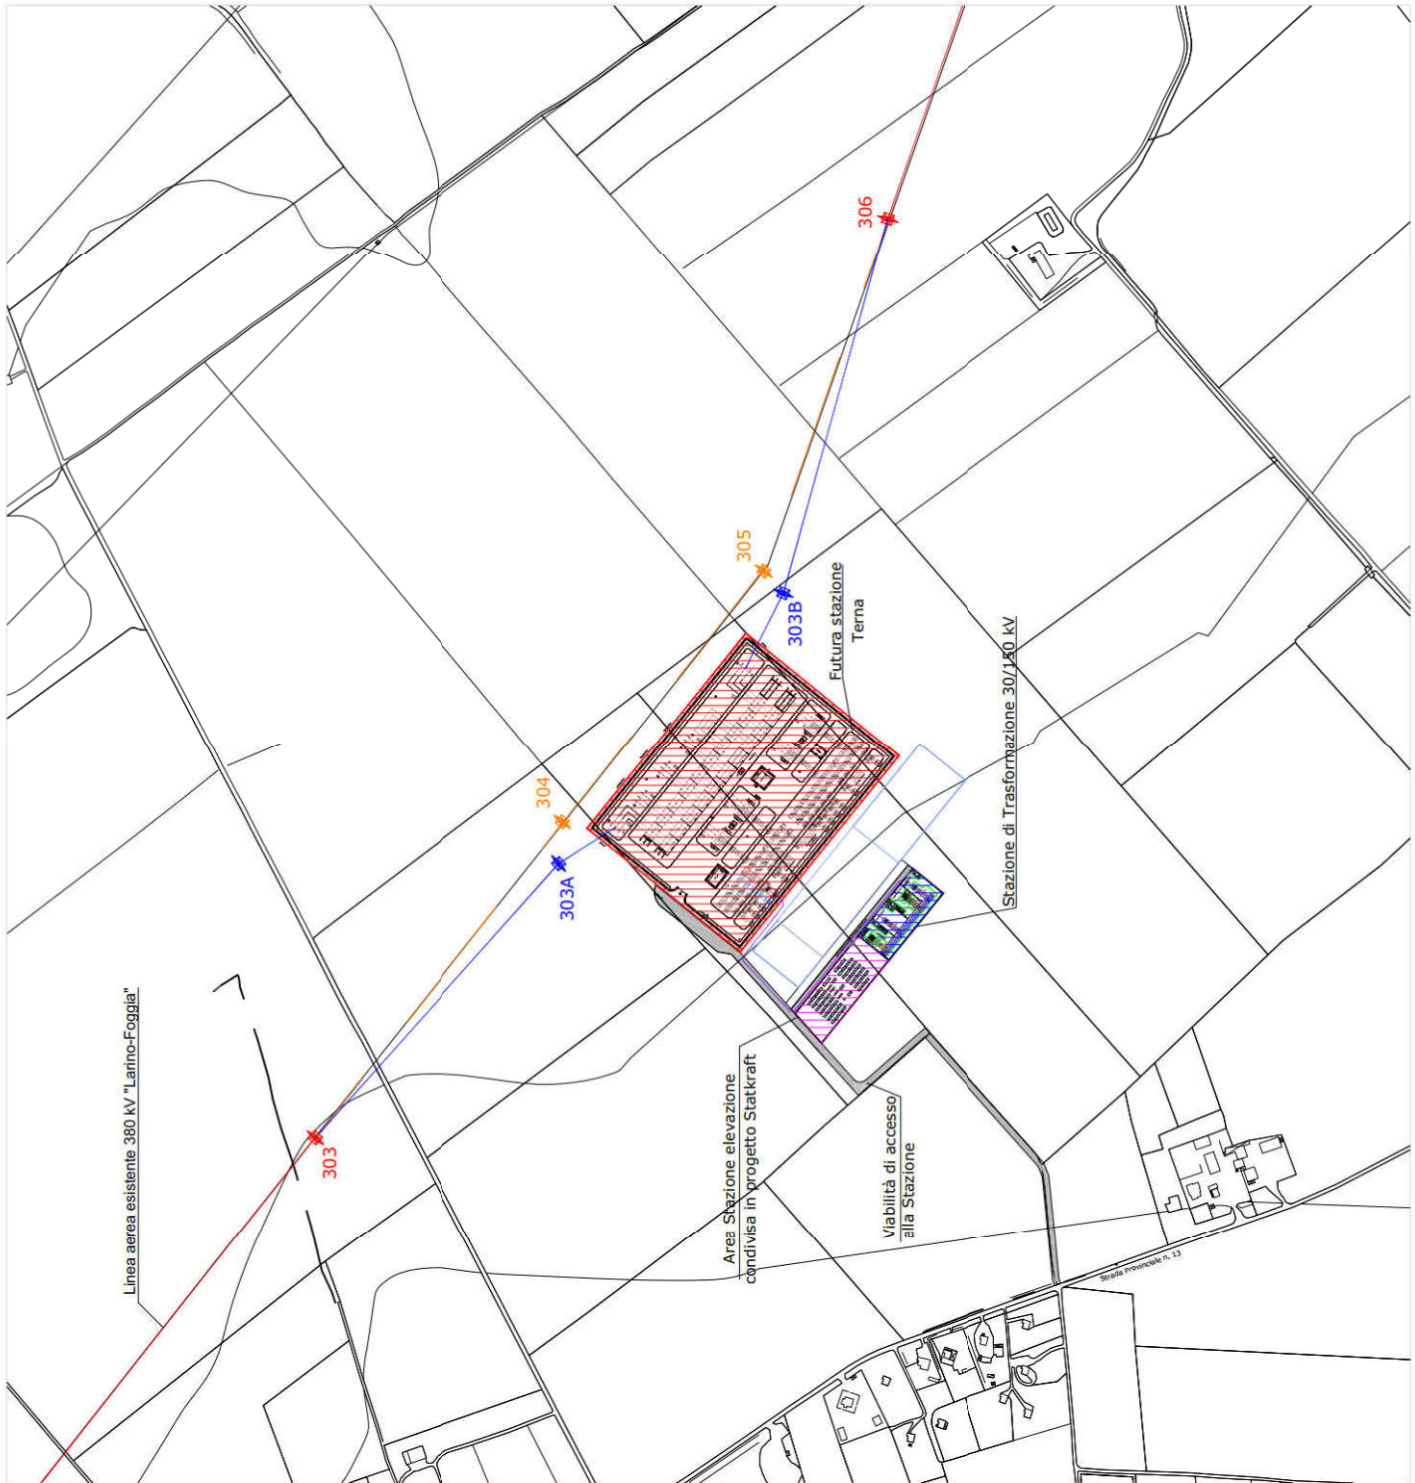 Linea aerea esistente 380 kV "Larino-Foggia"
303
303A
304
305
303B
306
Futura stazione
Terna
Stazione di Trasformazione 30/150 kV
Area Stazione elevazione
condivisa in progetto Statkraft
Viabilità di accesso
alla Stazione
Strada Provinciale n. 13